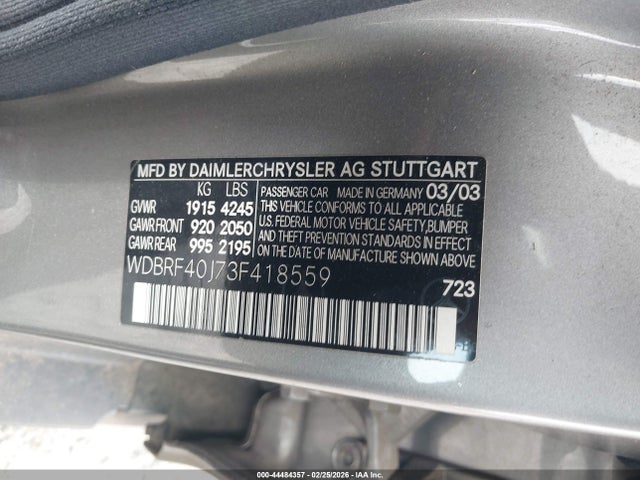 MFD BY DAIMLERCHRYSLER AG STUTTGART
KG LBS
GVWR 1915 4245
GAWR FRONT 920 2050
GAWR REAR 995 2195
PASSENGER CAR MADE IN GERMANY 03/03
THIS VEHICLE CONFORMS TO ALL APPLICABLE
U.S. FEDERAL MOTOR VEHICLE SAFETY, BUMPER
AND THEFT PREVENTION STANDARDS IN EFFECT
ON THE DATE OF MANUFACTURE SHOWN ABOVE.
WDBRF40J73F418559
723
000-44484357 - 02/25/2026 - © IAA Holdings, LLC